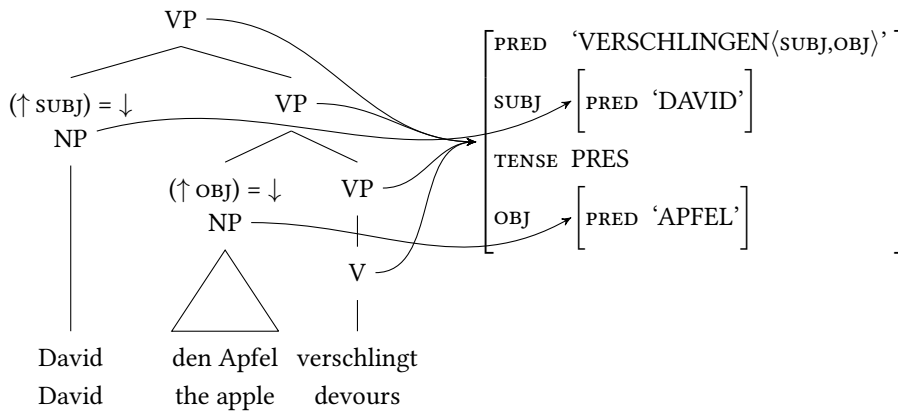 VP
PRED ‘VERSCHLINGEN⟨SUBJ,OBJ⟩’
(↑ SUBJ) = ↓ VP SUBJ [PRED ‘DAVID’]
NP
TENSE PRES
(↑ OBJ) = ↓ VP
NP OBJ [PRED ‘APFEL’]
V
David den Apfel verschlingt
David the apple devours